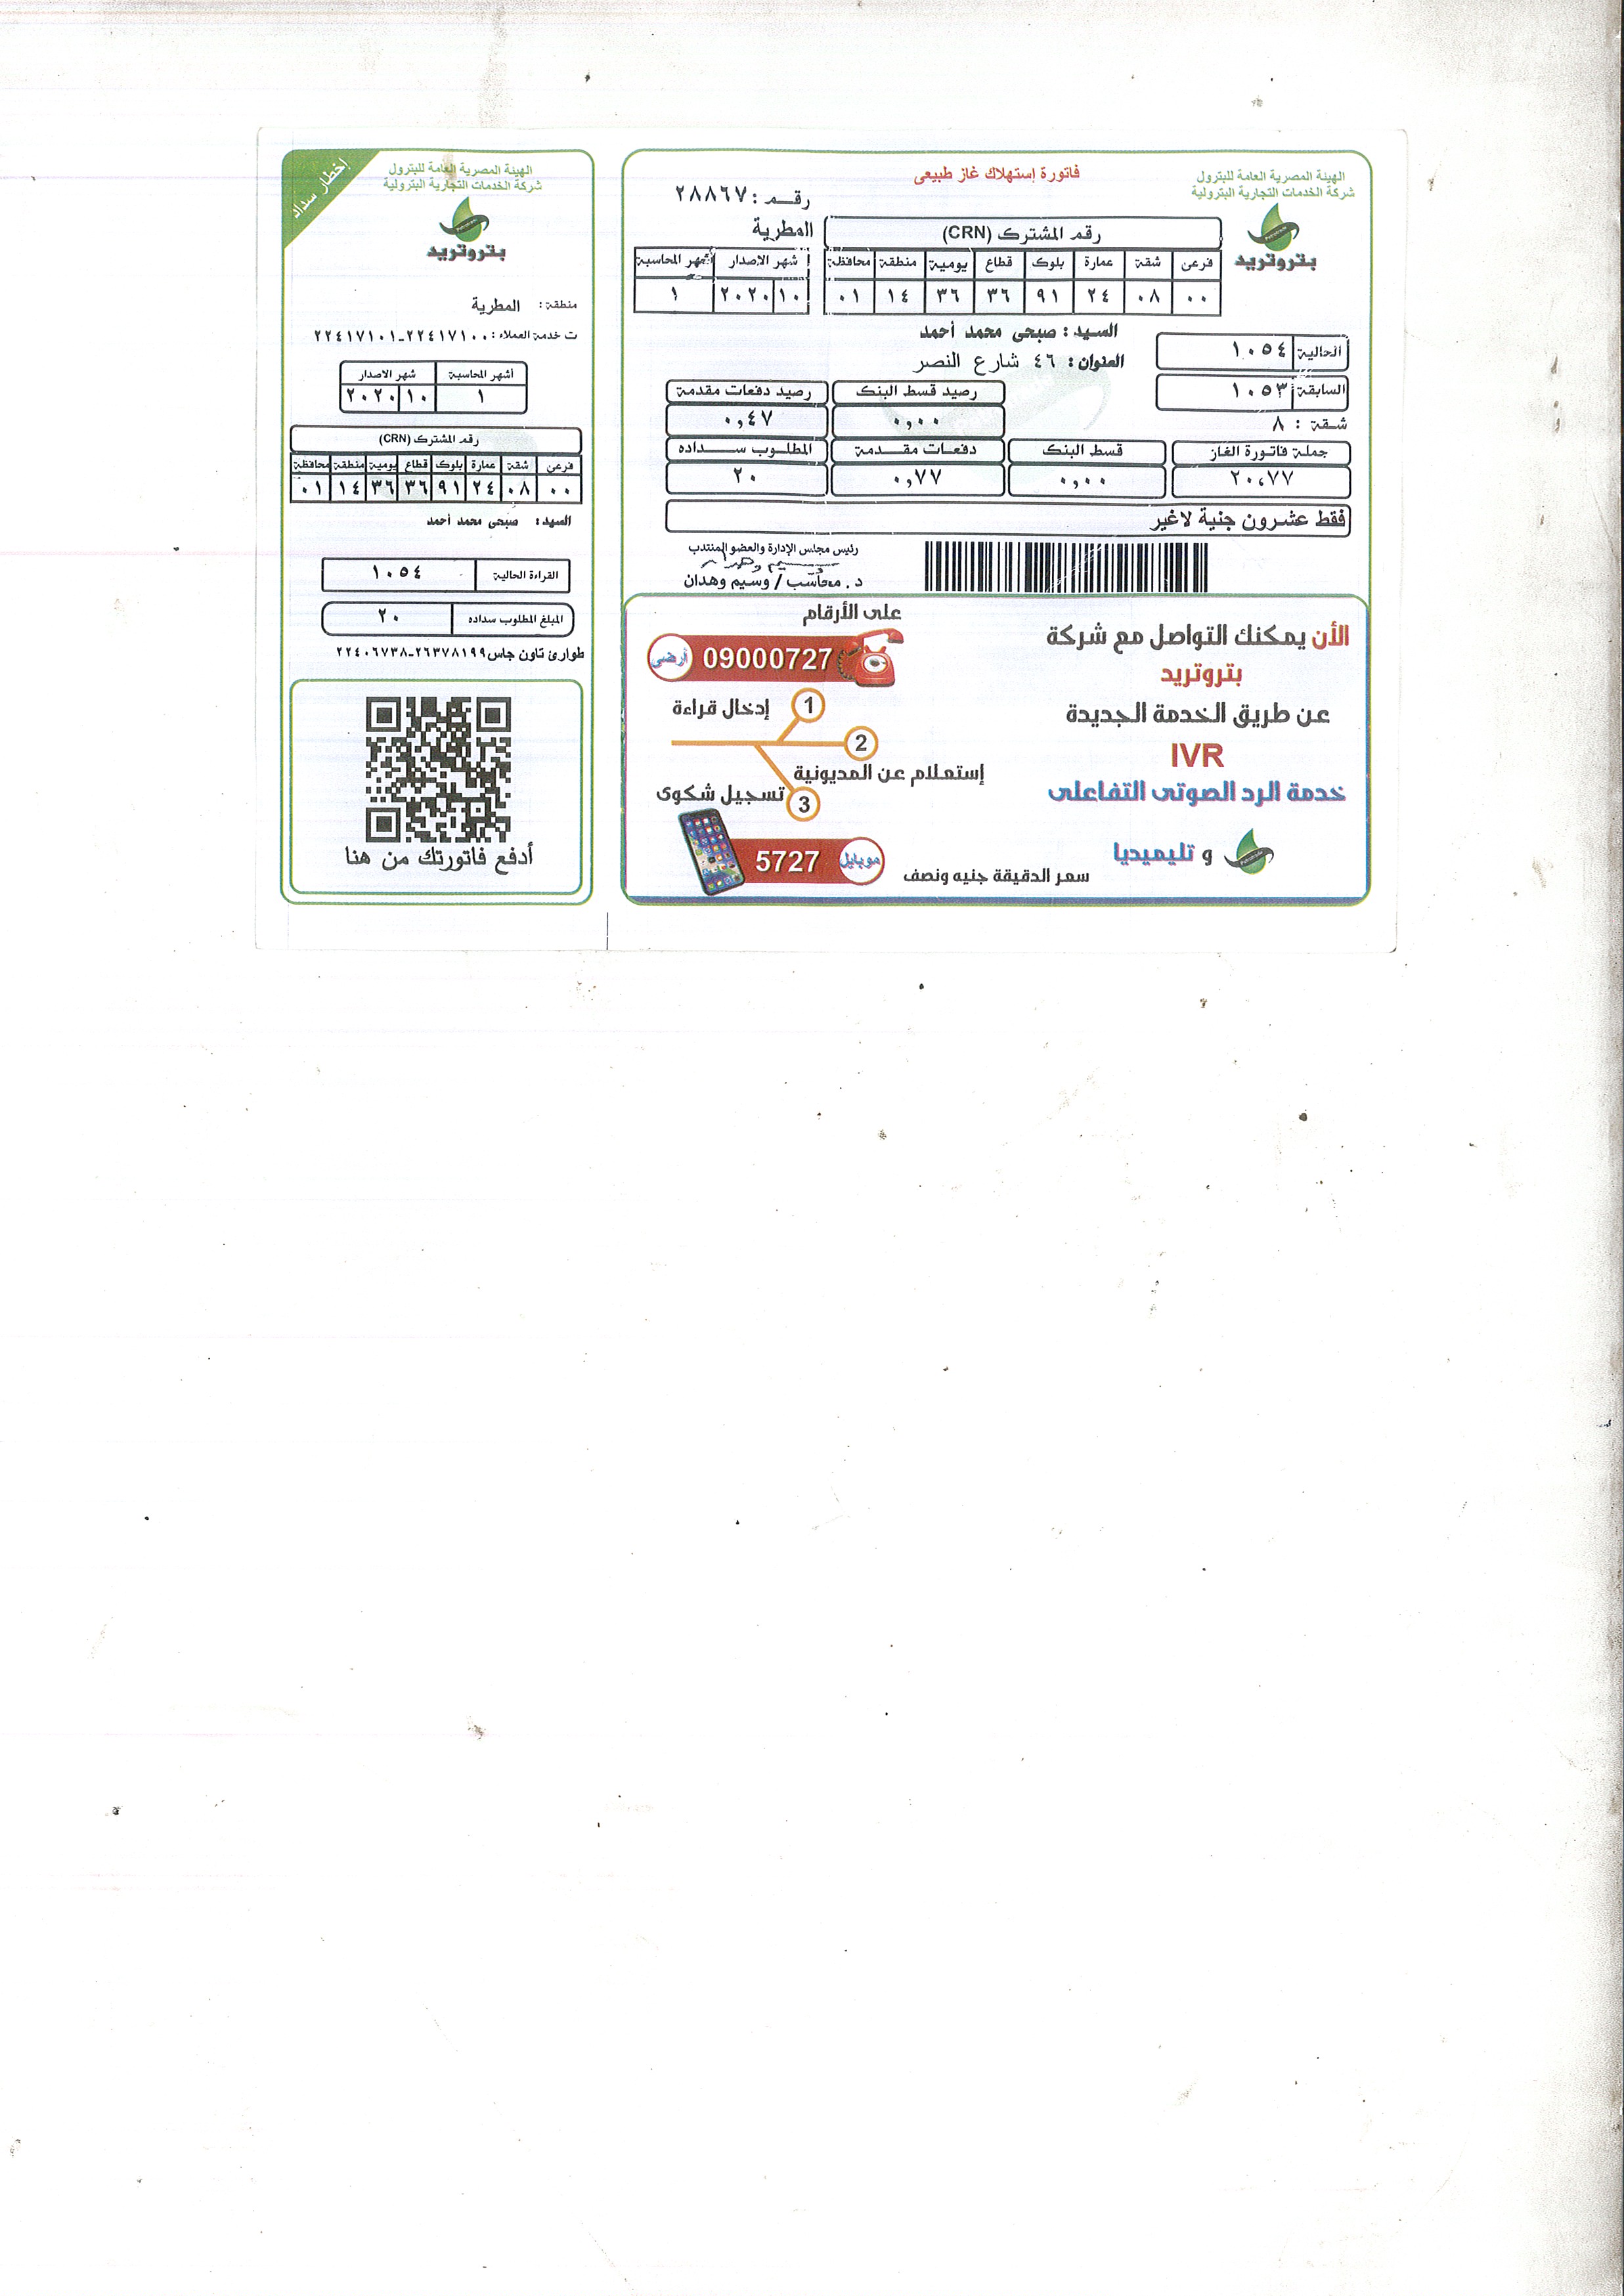 الهيئة المصرية العامة للبترول
شركة الخدمات التجارية البترولية
بتروتريد
فاتورة إستهلاك غاز طبيعى
رقم : ٢٨٨٦٧
المطرية
رقم المشترك (CRN)
فرعى شقة عمارة بلوك قطاع يومية منطقة محافظة
٠٠ ٠٨ ٢٤ ٩١ ٣٦ ٣٦ ١٤ ٠١
شهر الاصدار أشهر المحاسبة
١٠ ٢٠٢٠ ١
السيد : صبحى محمد أحمد
العنوان : ٤٦ شارع النصر
الحالية ١٠٥٤
السابقة ١٠٥٣
شقة : ٨
رصيد قسط البنك رصيد دفعات مقدمة
٠,٠٠ ٠,٤٧
جملة فاتورة الغاز قسط البنك دفعات مقدمة المطلوب سداده
٢٠,٧٧ ٠,٠٠ ٠,٧٧ ٢٠
فقط عشرون جنية لاغير
رئيس مجلس الإدارة والعضو المنتدب
د . محاسب / وسيم وهدان
الأن يمكنك التواصل مع شركة
بتروتريد
عن طريق الخدمة الجديدة
IVR
خدمة الرد الصوتى التفاعلى
و تليميديا
على الأرقام
09000727 أرضى
1 إدخال قراءة
2 إستعلام عن المديونية
3 تسجيل شكوى
موبايل 5727
سعر الدقيقة جنيه ونصف
إخطار سداد
الهيئة المصرية العامة للبترول
شركة الخدمات التجارية البترولية
بتروتريد
منطقة : المطرية
ت خدمة العملاء : ٢٢٤١٧١٠٠-٢٢٤١٧١٠١
أشهر المحاسبة شهر الاصدار
١ ١٠ ٢٠٢٠
رقم المشترك (CRN)
فرعى شقة عمارة بلوك قطاع يومية منطقة محافظة
٠٠ ٠٨ ٢٤ ٩١ ٣٦ ٣٦ ١٤ ٠١
السيد : صبحى محمد أحمد
القراءة الحالية ١٠٥٤
المبلغ المطلوب سداده ٢٠
طوارئ تاون جاس ٢٦٣٧٨١٩٩-٢٢٤٠٦٧٣٨
أدفع فاتورتك من هنا